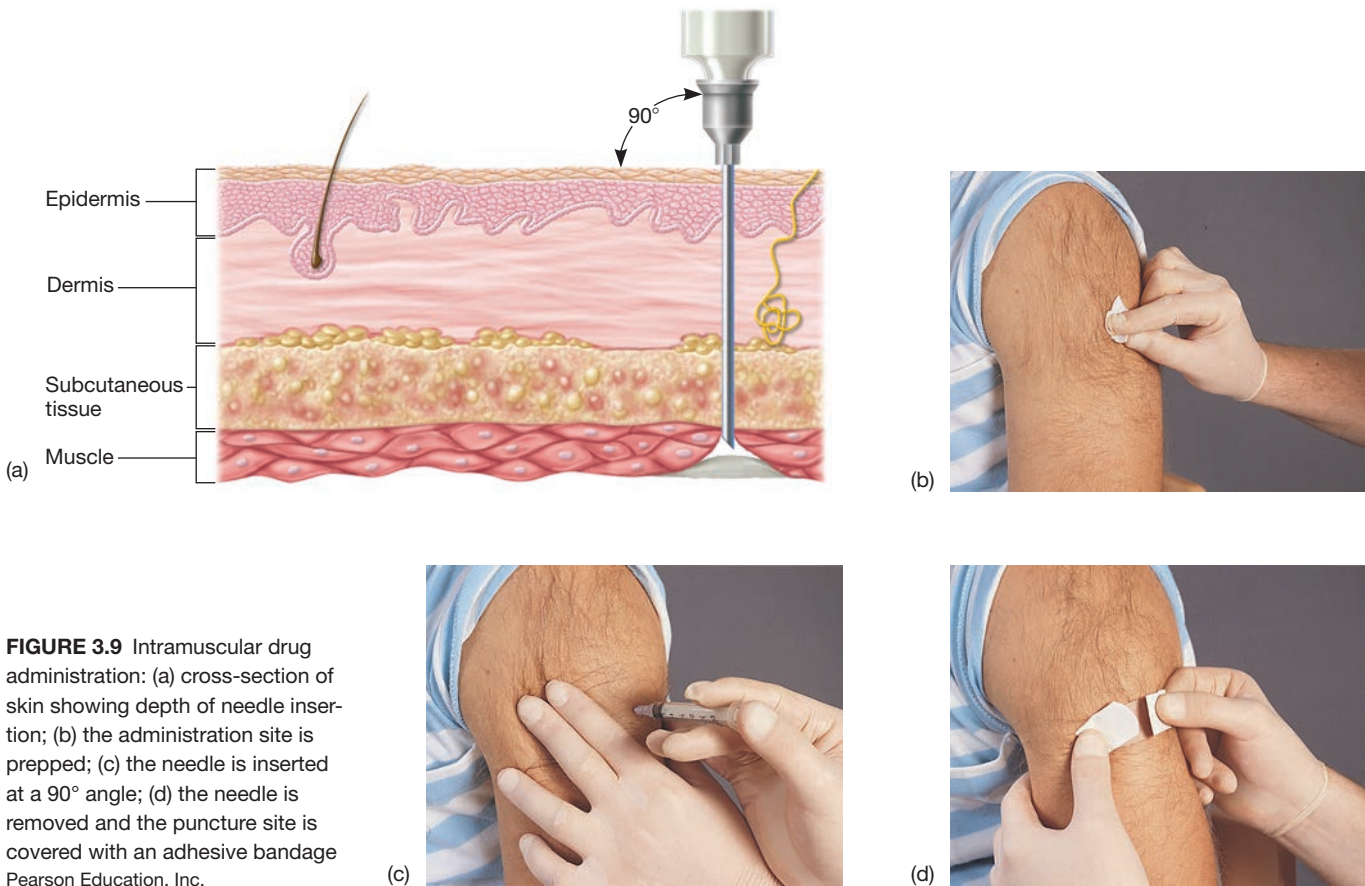 90°
Epidermis
Dermis
Subcutaneous
tissue
Muscle
(a)
(b)
FIGURE 3.9 Intramuscular drug
administration: (a) cross-section of
skin showing depth of needle inser-
tion; (b) the administration site is
prepped; (c) the needle is inserted
at a 90° angle; (d) the needle is
removed and the puncture site is
covered with an adhesive bandage
Pearson Education, Inc.
(c)
(d)